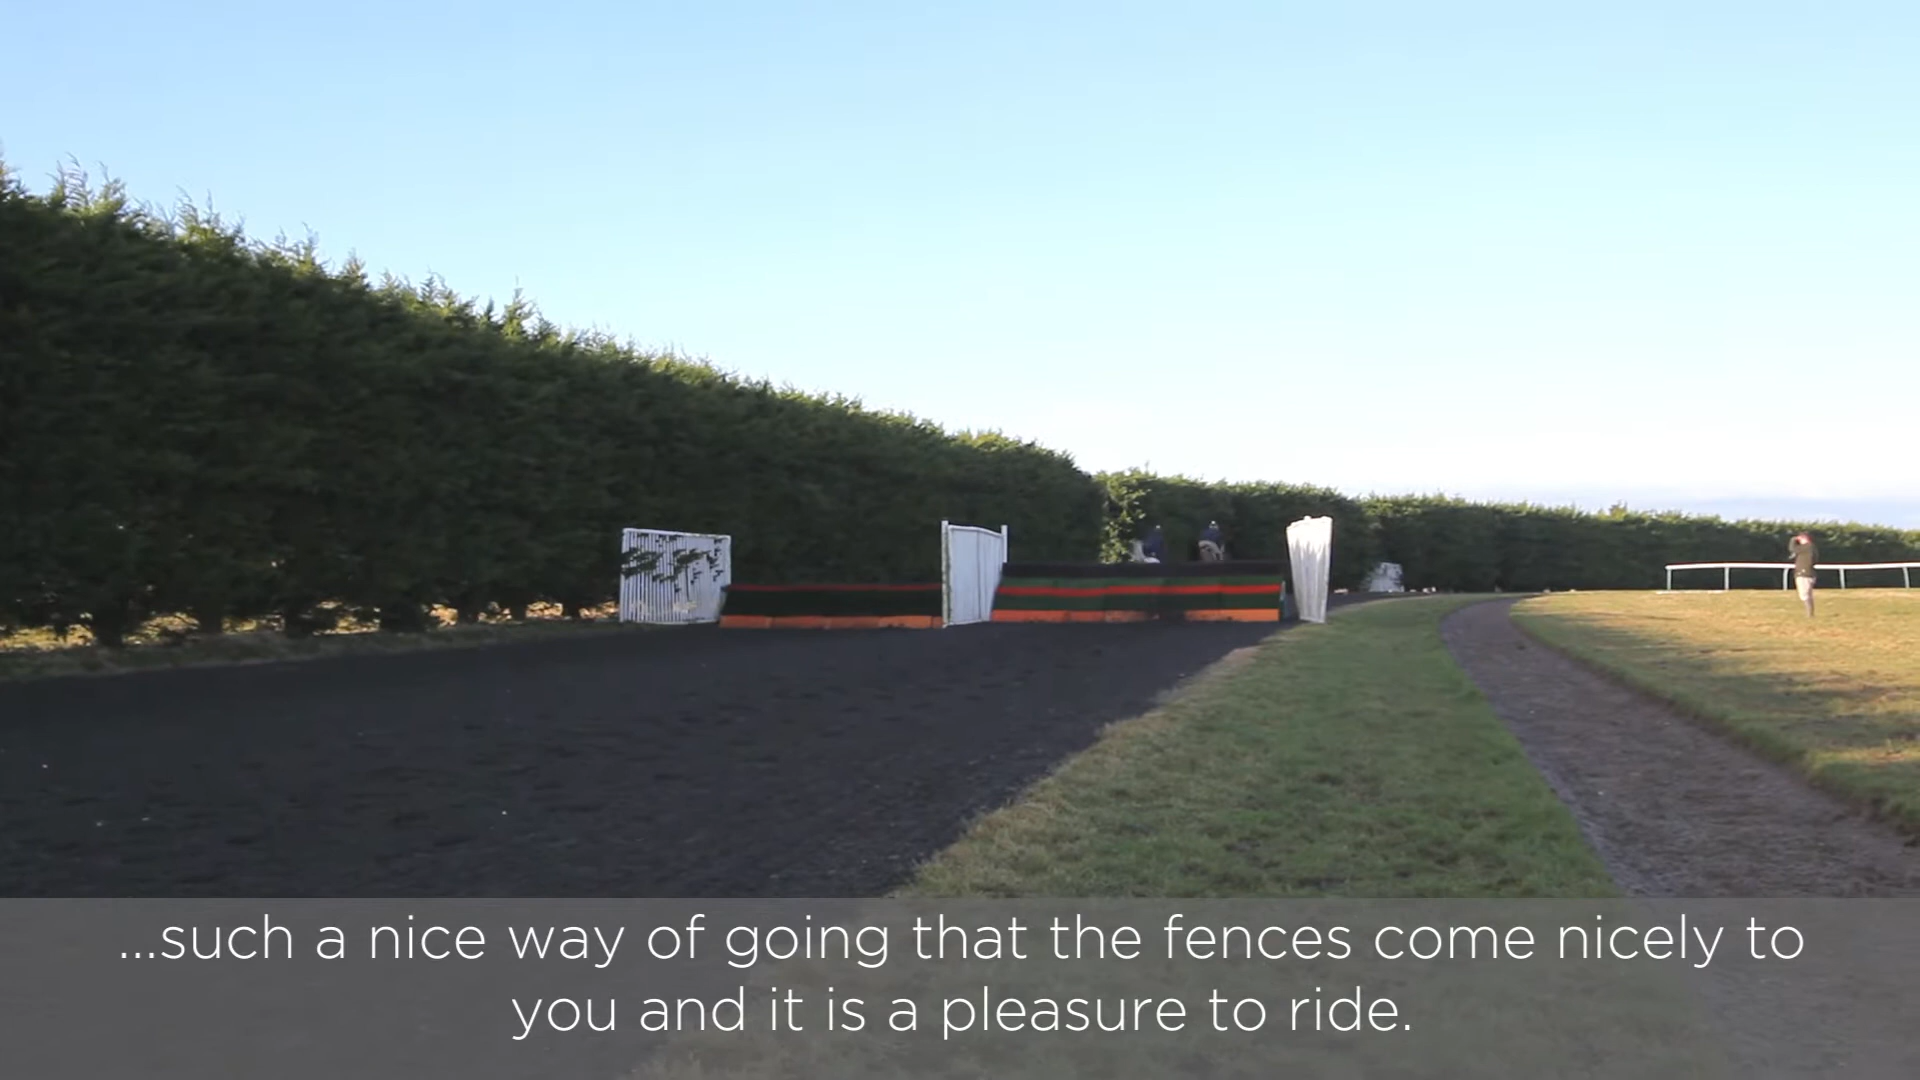 ...such a nice way of going that the fences come nicely to
you and it is a pleasure to ride.